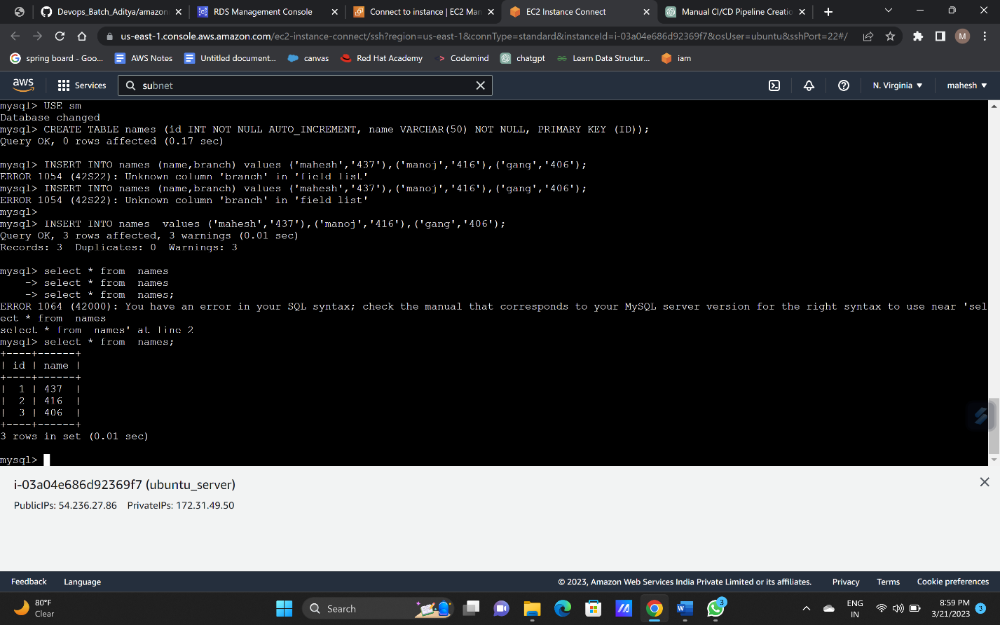 Devops_Batch_Aditya/amazon
RDS Management Console
Connect to instance | EC2 Man
EC2 Instance Connect
Manual CI/CD Pipeline Creatio
us-east-1.console.aws.amazon.com/ec2-instance-connect/ssh?region=us-east-1&connType=standard&instanceId=i-03a04e686d92369f7&osUser=ubuntu&sshPort=22#/
M
spring board - Goo...
AWS Notes
Untitled document...
canvas
Red Hat Academy
Codemind
chatgpt
Learn Data Structur...
iam
aws
Services
subnet
N. Virginia
mahesh
mysql> USE sm
Database changed
mysql> CREATE TABLE names (id INT NOT NULL AUTO_INCREMENT, name VARCHAR(50) NOT NULL, PRIMARY KEY (ID));
Query OK, 0 rows affected (0.17 sec)
mysql> INSERT INTO names (name,branch) values ('mahesh','437'),('manoj','416'),('gang','406');
ERROR 1054 (42S22): Unknown column 'branch' in 'field list'
mysql> INSERT INTO names (name,branch) values ('mahesh','437'),('manoj','416'),('gang','406');
ERROR 1054 (42S22): Unknown column 'branch' in 'field list'
mysql>
mysql> INSERT INTO names  values ('mahesh','437'),('manoj','416'),('gang','406');
Query OK, 3 rows affected, 3 warnings (0.01 sec)
Records: 3  Duplicates: 0  Warnings: 3
mysql> select * from  names
    -> select * from  names
    -> select * from  names;
ERROR 1064 (42000): You have an error in your SQL syntax; check the manual that corresponds to your MySQL server version for the right syntax to use near 'sel
ect * from  names
select * from  names' at line 2
mysql> select * from  names;
+----+------+
| id | name |
+----+------+
|  1 | 437  |
|  2 | 416  |
|  3 | 406  |
+----+------+
3 rows in set (0.01 sec)
mysql>
i-03a04e686d92369f7 (ubuntu_server)
PublicIPs: 54.236.27.86    PrivateIPs: 172.31.49.50
Feedback
Language
© 2023, Amazon Web Services India Private Limited or its affiliates.
Privacy
Terms
Cookie preferences
80°F
Clear
Search
3
ENG
IN
8:59 PM
3/21/2023
3